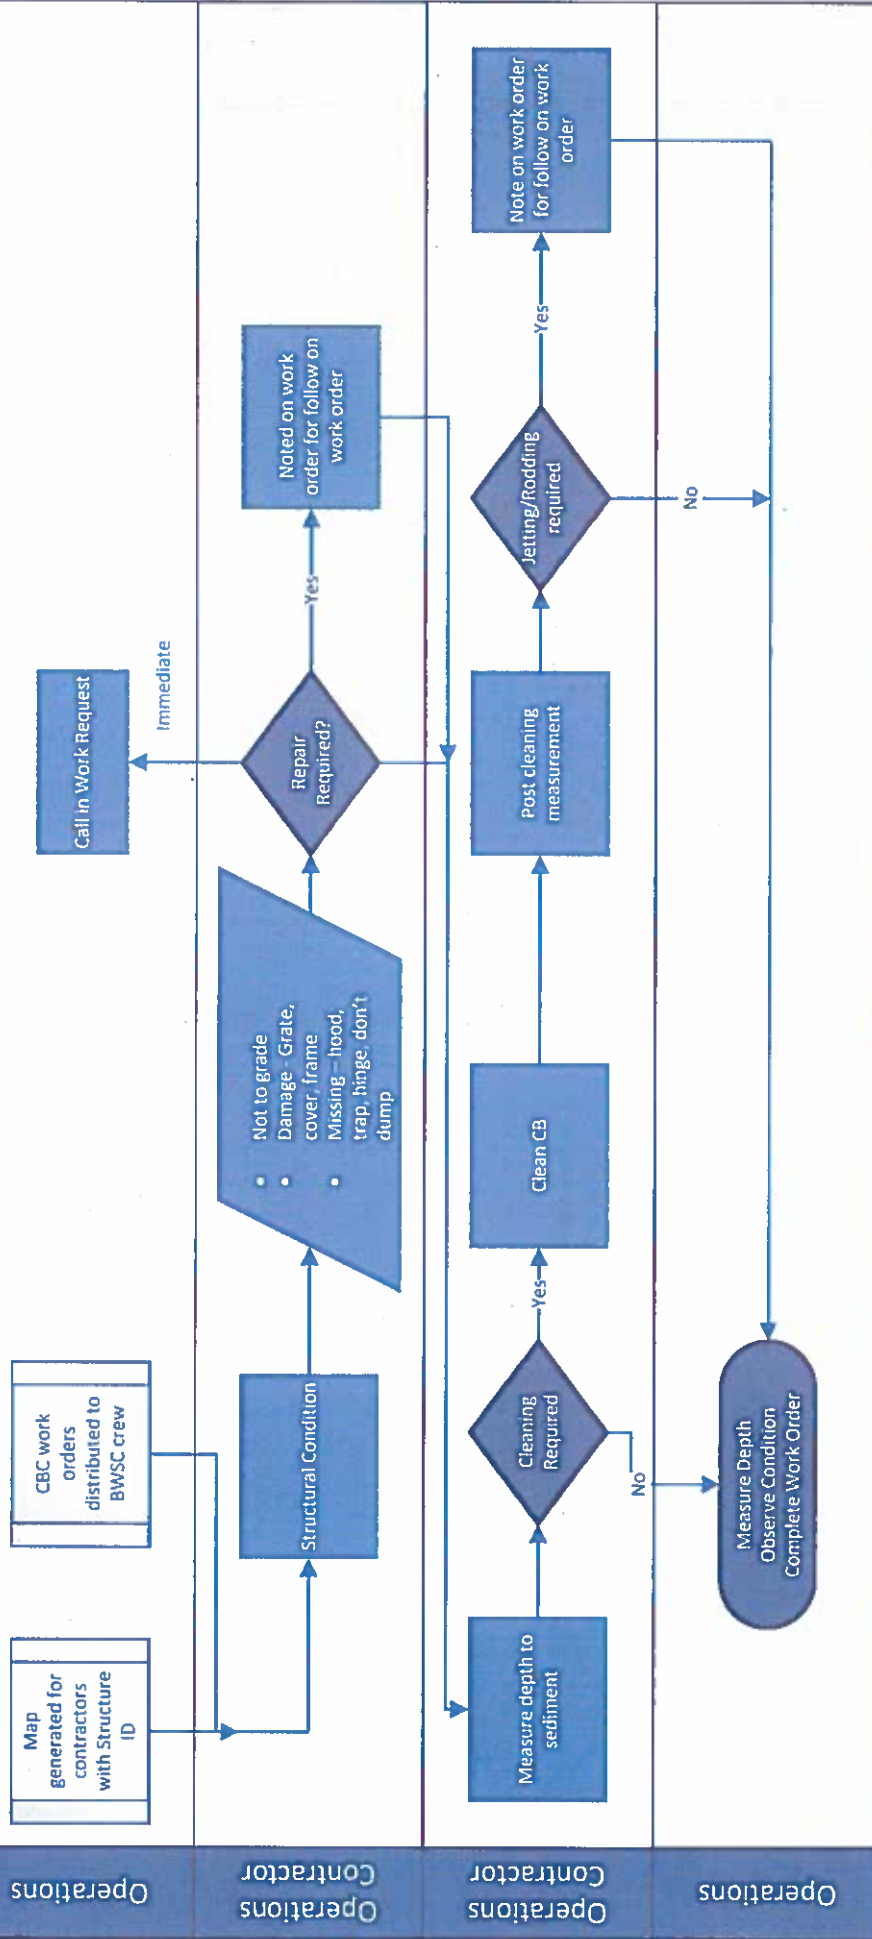 Operations
Map
generated for
contractors
with Structure
ID
CBC work
orders
distributed to
BWSC crew
Call in Work Request
Immediate
Operations
Contractor
Structural Condition
• Not to grade
• Damage - Grate,
cover, frame
• Missing – hood,
trap, hinge, don't
dump
Repair
Required?
Yes
Noted on work
order for follow on
work order
Operations
Contractor
Measure depth to
sediment
Cleaning
Required
Yes
No
Clean CB
Post cleaning
measurement
Jetting/Rodding
required
Yes
No
Note on work order
for follow on work
order
Operations
Measure Depth
Observe Condition
Complete Work Order